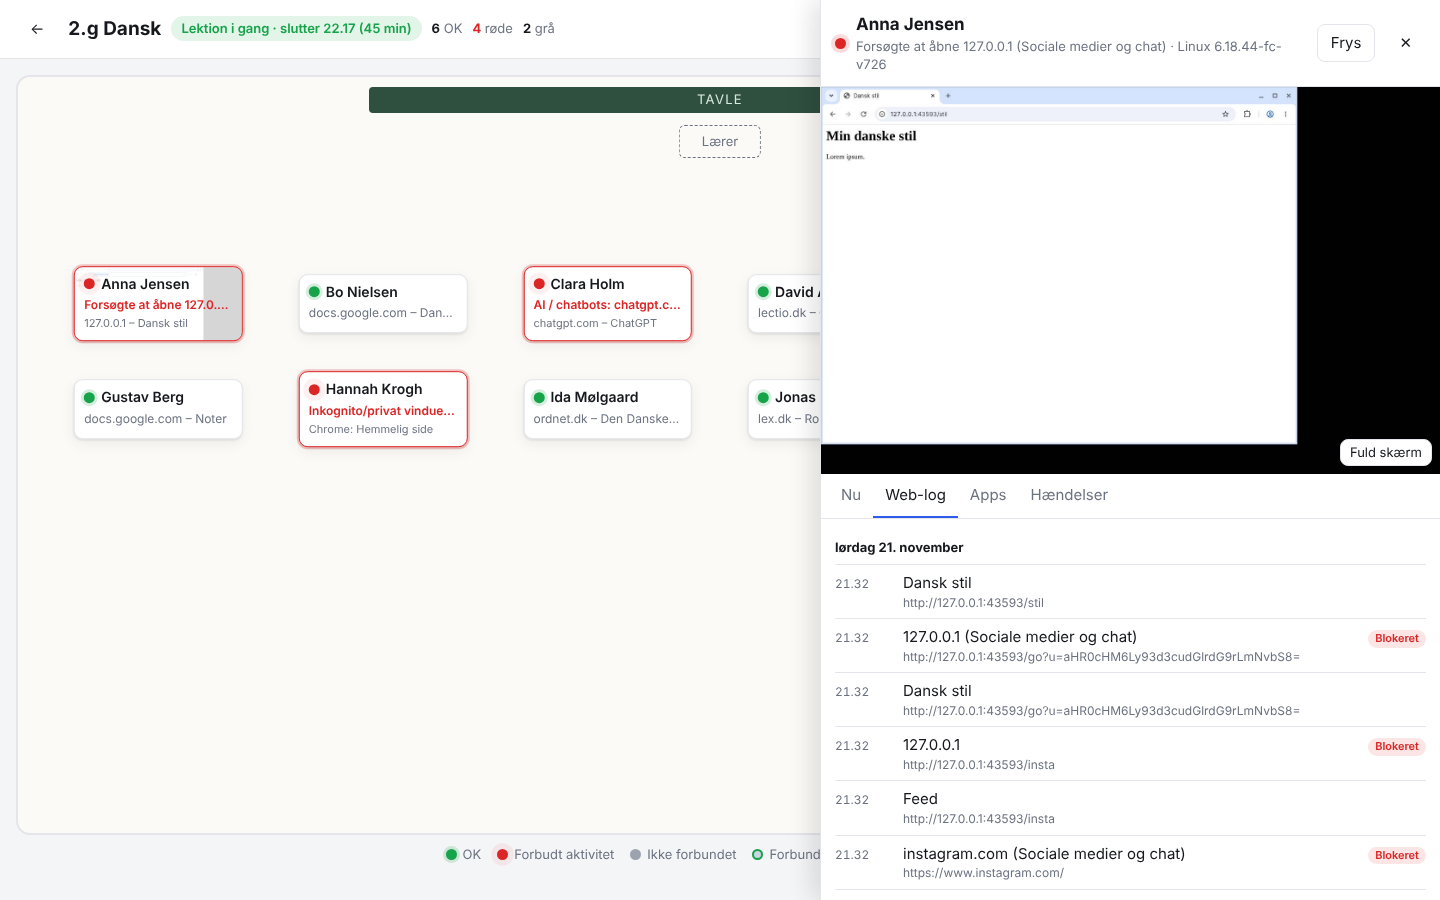 2.g Dansk
Lektion i gang · slutter 22.17 (45 min)
6 OK 4 røde 2 grå
TAVLE
Lærer
Anna Jensen
Forsøgte at åbne 127.0....
127.0.0.1 – Dansk stil
Bo Nielsen
docs.google.com – Dan...
Clara Holm
AI / chatbots: chatgpt.c...
chatgpt.com – ChatGPT
David
lectio.dk –
Gustav Berg
docs.google.com – Noter
Hannah Krogh
Inkognito/privat vindue...
Chrome: Hemmelig side
Ida Mølgaard
ordnet.dk – Den Danske...
Jonas
lex.dk – Ro
OK Forbudt aktivitet Ikke forbundet Forbund
Anna Jensen
Forsøgte at åbne 127.0.0.1 (Sociale medier og chat) · Linux 6.18.44-fc-
v726
Frys
Dansk stil
127.0.0.1:43593/stil
Min danske stil
Lorem ipsum.
Fuld skærm
Nu Web-log Apps Hændelser
lørdag 21. november
21.32 Dansk stil
http://127.0.0.1:43593/stil
21.32 127.0.0.1 (Sociale medier og chat) Blokeret
http://127.0.0.1:43593/go?u=aHR0cHM6Ly93d3cudGlrdG9rLmNvbS8=
21.32 Dansk stil
http://127.0.0.1:43593/go?u=aHR0cHM6Ly93d3cudGlrdG9rLmNvbS8=
21.32 127.0.0.1 Blokeret
http://127.0.0.1:43593/insta
21.32 Feed
http://127.0.0.1:43593/insta
21.32 instagram.com (Sociale medier og chat) Blokeret
https://www.instagram.com/